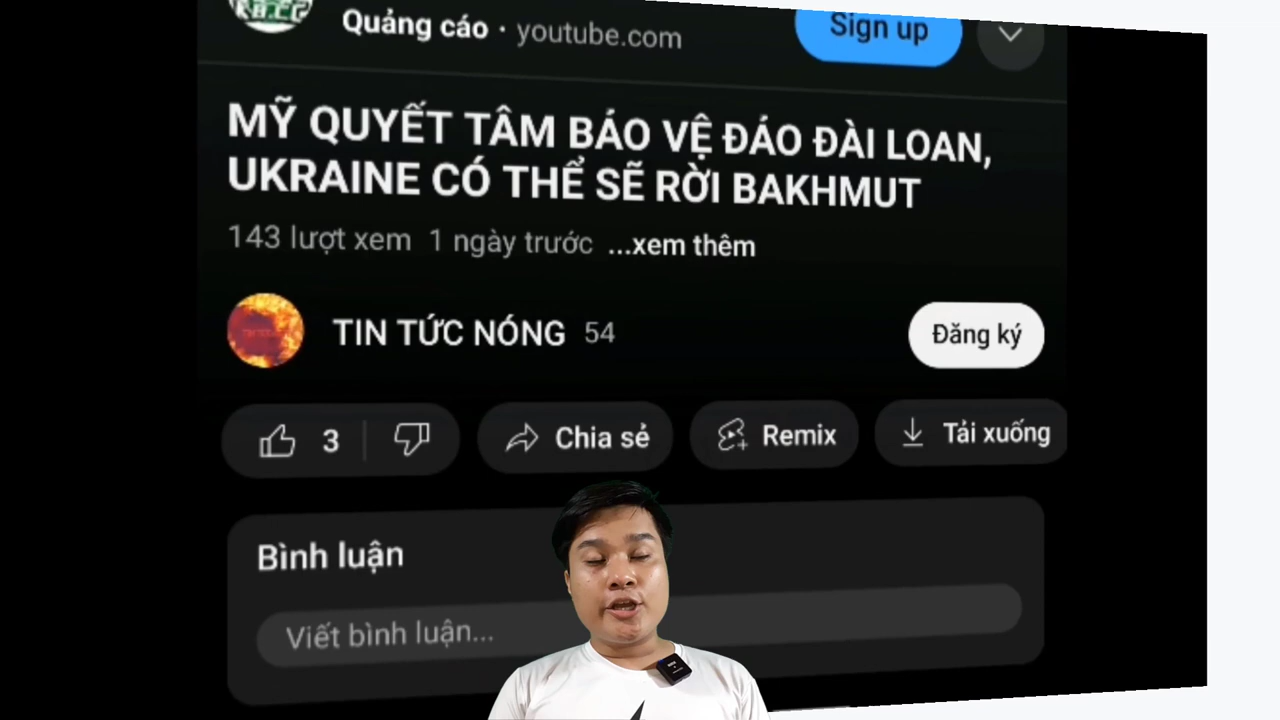 Quảng cáo · youtube.com
Sign up
MỸ QUYẾT TÂM BẢO VỆ ĐẢO ĐÀI LOAN,
UKRAINE CÓ THỂ SẼ RỜI BAKHMUT
143 lượt xem 1 ngày trước ...xem thêm
TIN TỨC NÓNG 54
Đăng ký
3
Chia sẻ
Remix
Tải xuống
Bình luận
Viết bình luận...